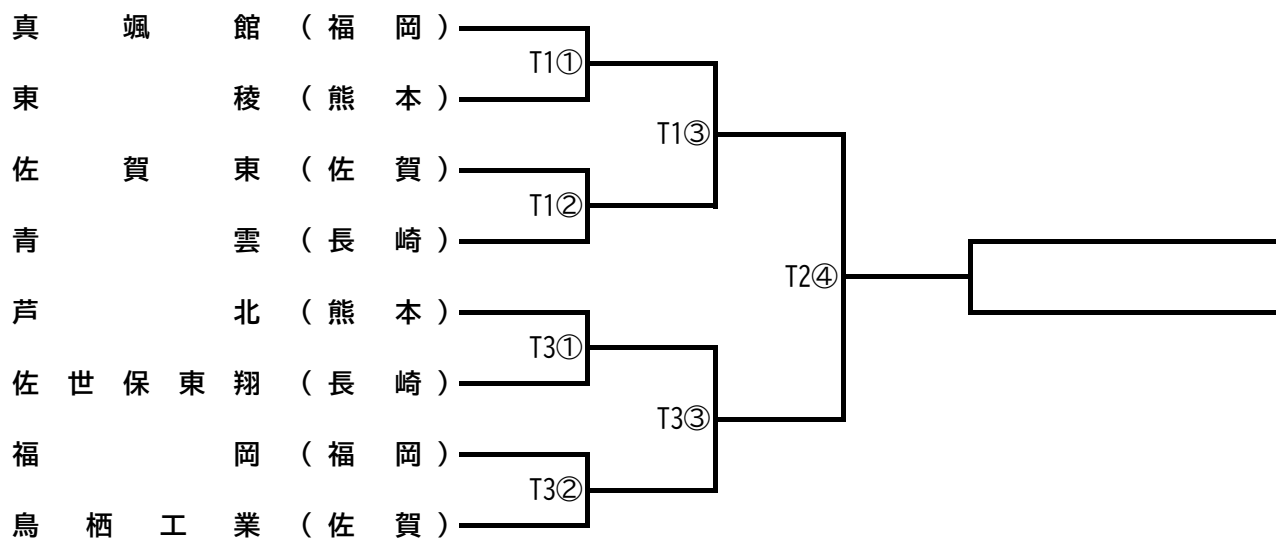 真颯館（福岡）
T1①
東稜（熊本）
T1③
佐賀東（佐賀）
T1②
青雲（長崎）
T2④
芦北（熊本）
T3①
佐世保東翔（長崎）
T3③
福岡（福岡）
T3②
鳥栖工業（佐賀）